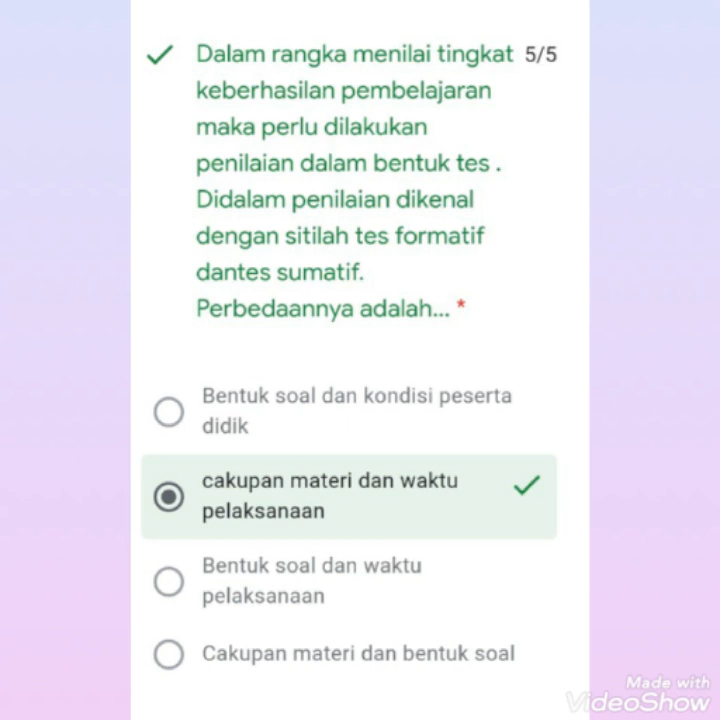 Dalam rangka menilai tingkat 5/5
keberhasilan pembelajaran
maka perlu dilakukan
penilaian dalam bentuk tes .
Didalam penilaian dikenal
dengan sitilah tes formatif
dantes sumatif.
Perbedaannya adalah... *
Bentuk soal dan kondisi peserta
didik
cakupan materi dan waktu
pelaksanaan
Bentuk soal dan waktu
pelaksanaan
Cakupan materi dan bentuk soal
Made with
VideoShow